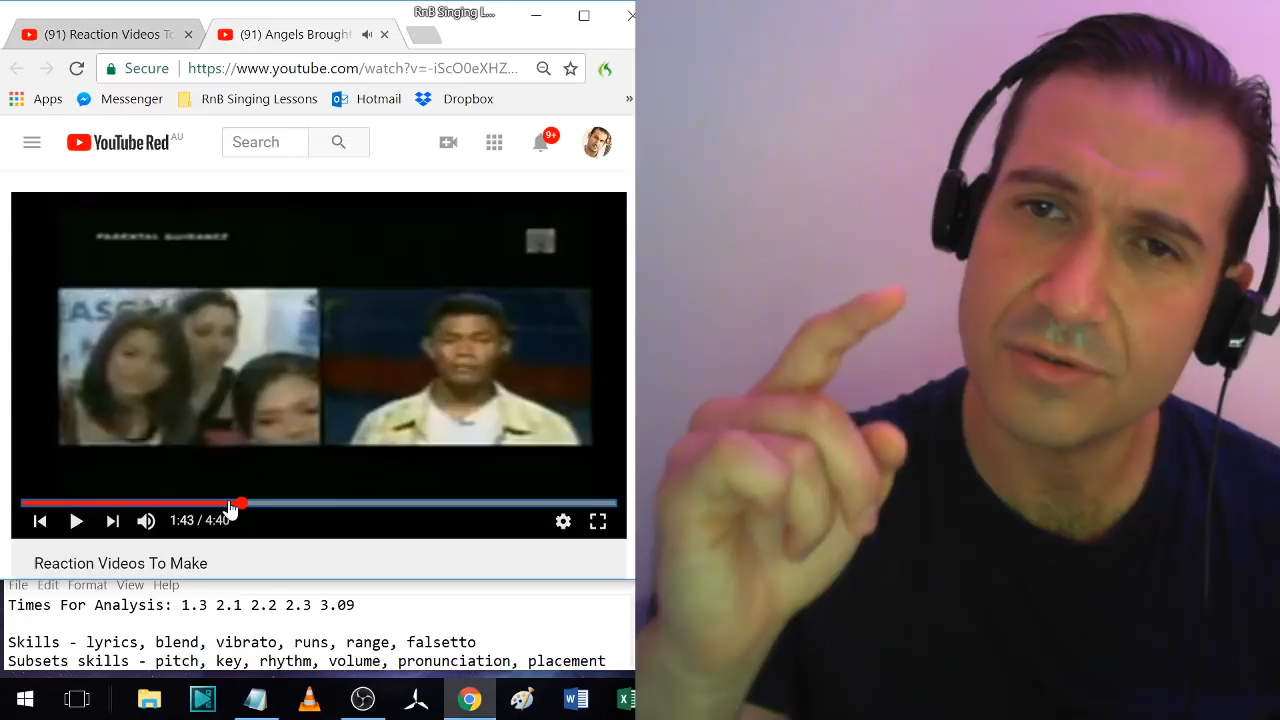 RnB Singing L...
(91) Reaction Videos To
(91) Angels Brought
Secure
https://www.youtube.com/watch?v=-iScO0eXHZ...
Apps
Messenger
RnB Singing Lessons
Hotmail
Dropbox
»
YouTube Red AU
Search
9+
PARENTAL GUIDANCE
EASON
1:43 / 4:40
Reaction Videos To Make
File Edit Format View Help
Times For Analysis: 1.3 2.1 2.2 2.3 3.09
Skills - lyrics, blend, vibrato, runs, range, falsetto
Subsets skills - pitch, key, rhythm, volume, pronunciation, placement